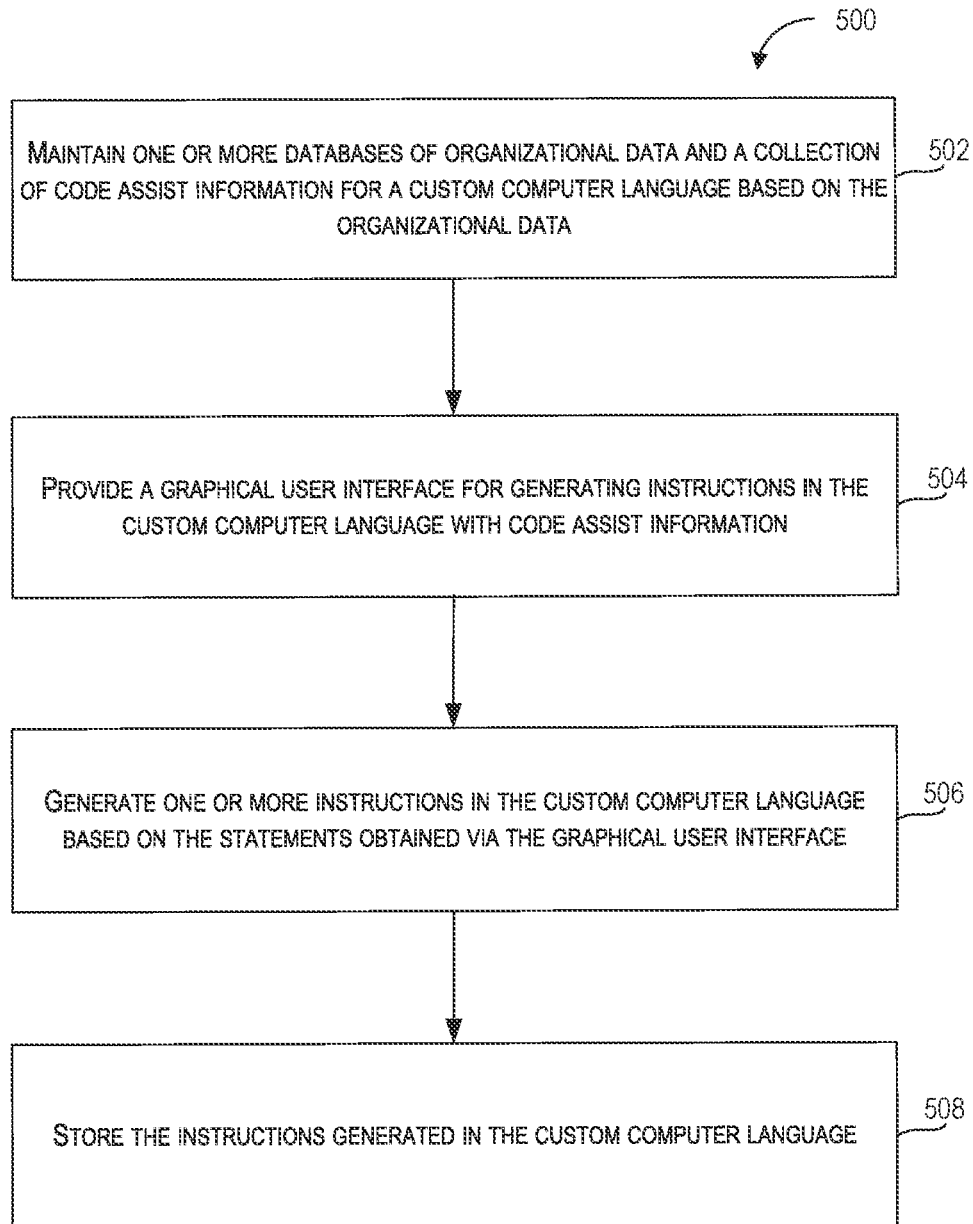 500
MAINTAIN ONE OR MORE DATABASES OF ORGANIZATIONAL DATA AND A COLLECTION
OF CODE ASSIST INFORMATION FOR A CUSTOM COMPUTER LANGUAGE BASED ON THE
ORGANIZATIONAL DATA
502
PROVIDE A GRAPHICAL USER INTERFACE FOR GENERATING INSTRUCTIONS IN THE
CUSTOM COMPUTER LANGUAGE WITH CODE ASSIST INFORMATION
504
GENERATE ONE OR MORE INSTRUCTIONS IN THE CUSTOM COMPUTER LANGUAGE
BASED ON THE STATEMENTS OBTAINED VIA THE GRAPHICAL USER INTERFACE
506
STORE THE INSTRUCTIONS GENERATED IN THE CUSTOM COMPUTER LANGUAGE
508